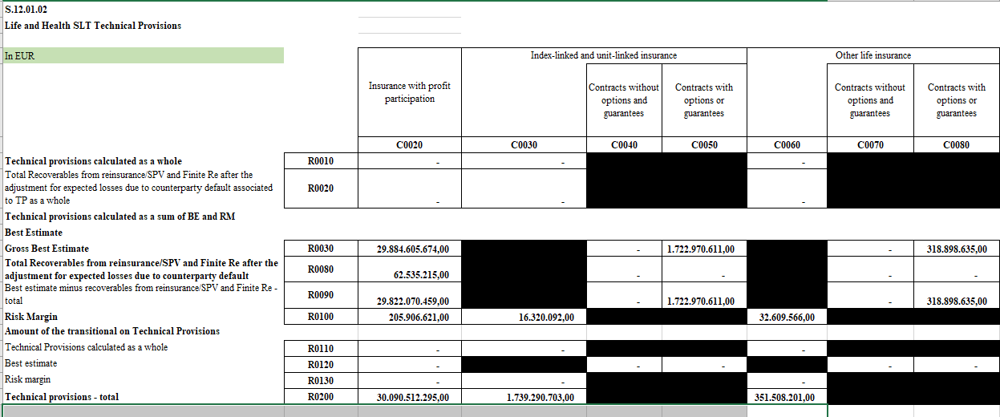 S.12.01.02
Life and Health SLT Technical Provisions
In EUR
Index-linked and unit-linked insurance
Other life insurance
Insurance with profit
participation
Contracts without
options and
guarantees
Contracts with
options or
guarantees
Contracts without
options and
guarantees
Contracts with
options or
guarantees
C0020 C0030 C0040 C0050 C0060 C0070 C0080
Technical provisions calculated as a whole R0010 - - -
Total Recoverables from reinsurance/SPV and Finite Re after the
adjustment for expected losses due to counterparty default associated
to TP as a whole
R0020 - - -
Technical provisions calculated as a sum of BE and RM
Best Estimate
Gross Best Estimate R0030 29.884.605.674,00 - 1.722.970.611,00 - 318.898.635,00
Total Recoverables from reinsurance/SPV and Finite Re after the
adjustment for expected losses due to counterparty default
R0080 62.535.215,00 - - - -
Best estimate minus recoverables from reinsurance/SPV and Finite Re -
total
R0090 29.822.070.459,00 - 1.722.970.611,00 - 318.898.635,00
Risk Margin R0100 205.906.621,00 16.320.092,00 32.609.566,00
Amount of the transitional on Technical Provisions
Technical Provisions calculated as a whole R0110 - - -
Best estimate R0120 - - - - -
Risk margin R0130 - - -
Technical provisions - total R0200 30.090.512.295,00 1.739.290.703,00 351.508.201,00